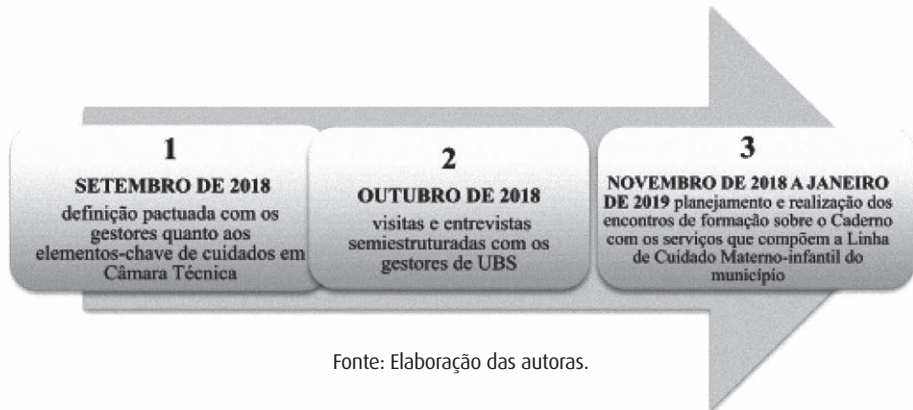 1
SETEMBRO DE 2018
definição pactuada com os
gestores quanto aos
elementos-chave de cuidados em
Câmara Técnica
2
OUTUBRO DE 2018
visitas e entrevistas
semiestruturadas com os
gestores de UBS
3
NOVEMBRO DE 2018 A JANEIRO
DE 2019 planejamento e realização dos
encontros de formação sobre o Caderno
com os serviços que compõem a Linha
de Cuidado Materno-infantil do
município
Fonte: Elaboração das autoras.